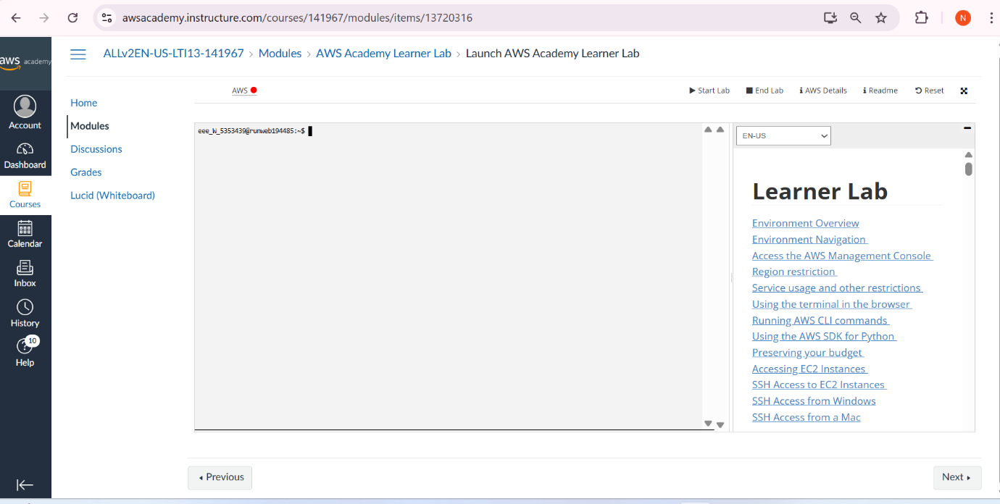 awsacademy.instructure.com/courses/141967/modules/items/13720316
N
aws academy
ALLv2EN-US-LTI13-141967 › Modules › AWS Academy Learner Lab › Launch AWS Academy Learner Lab
Account
Dashboard
Courses
Calendar
Inbox
History
10
Help
Home
Modules
Discussions
Grades
Lucid (Whiteboard)
AWS
Start Lab
End Lab
AWS Details
Readme
Reset
eee_W_5353439@runweb194485:~$
EN-US
Learner Lab
Environment Overview
Environment Navigation
Access the AWS Management Console
Region restriction
Service usage and other restrictions
Using the terminal in the browser
Running AWS CLI commands
Using the AWS SDK for Python
Preserving your budget
Accessing EC2 Instances
SSH Access to EC2 Instances
SSH Access from Windows
SSH Access from a Mac
Previous
Next